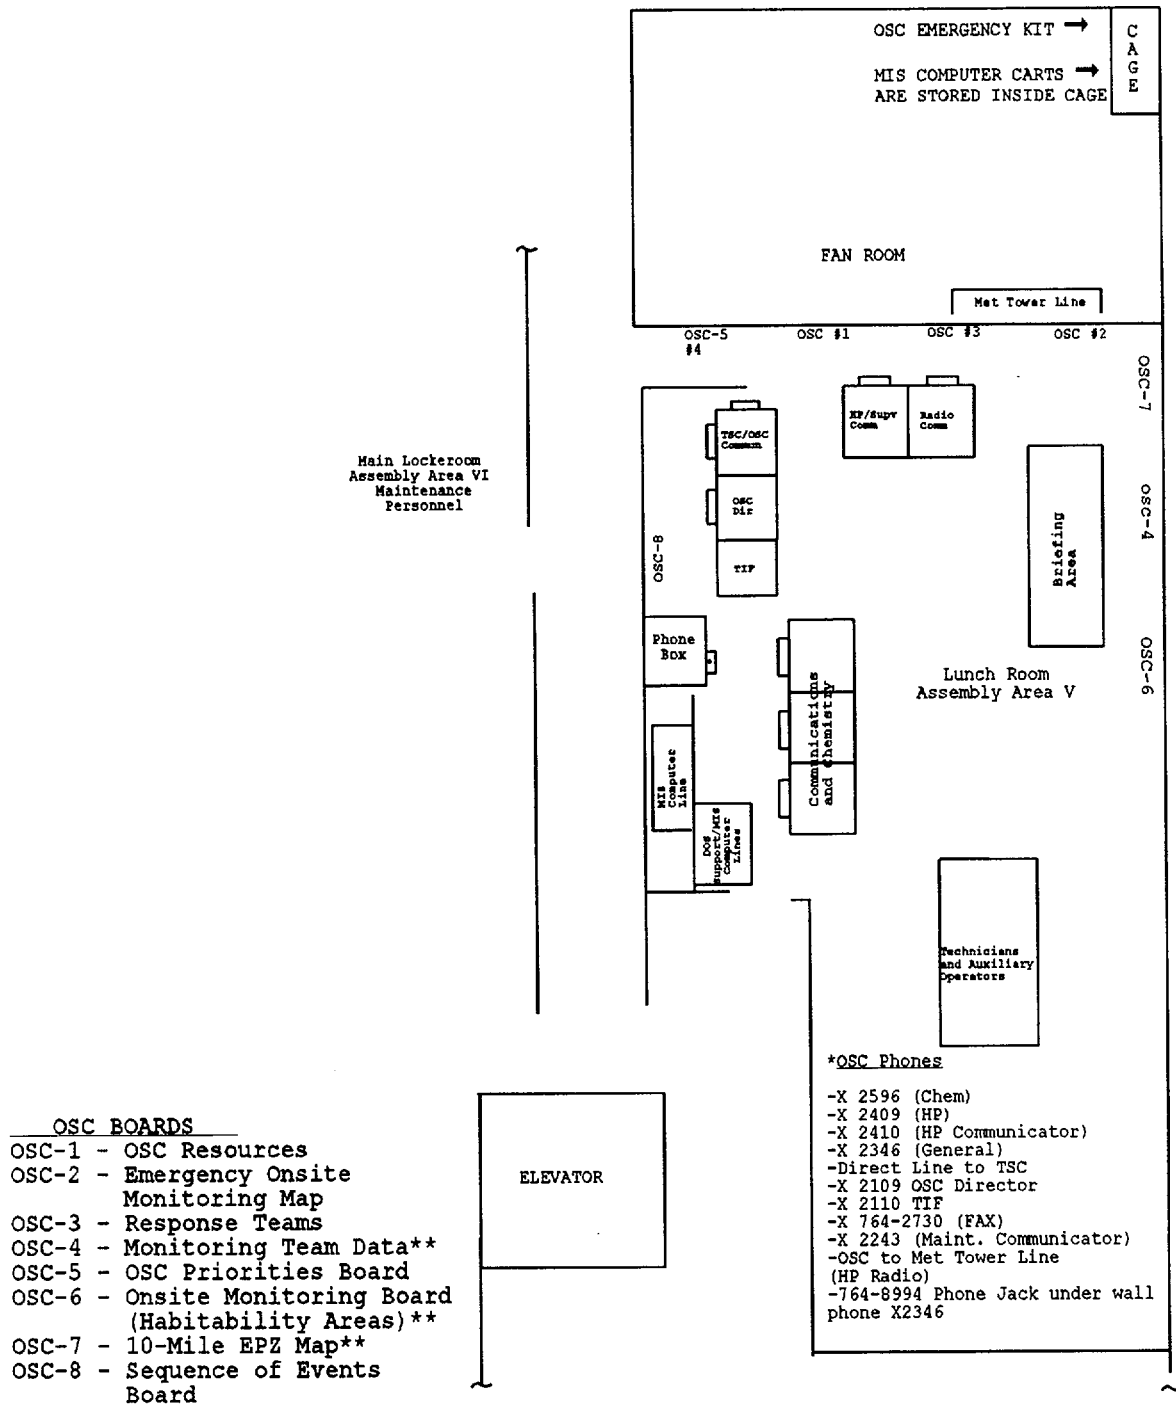 OSC EMERGENCY KIT →
CAGE
MIS COMPUTER CARTS →
ARE STORED INSIDE CAGE
FAN ROOM
Met Tower Line
OSC-5
#4
OSC #1
OSC #3
OSC #2
OSC-7
HP/Supv
Comm
Radio
Comm
TSC/OSC
Commun
Main Lockeroom
Assembly Area VI
Maintenance
Personnel
OSC
Dir
OSC-4
Briefing
Area
OSC-8
TIF
Phone
Box
OSC-6
Lunch Room
Assembly Area V
Communications
and Chemistry
MIS
Computer
Line
DOS
Support/MIS
Computer
Lines
Technicians
and Auxiliary
Operators
*OSC Phones
-X 2596 (Chem)
-X 2409 (HP)
-X 2410 (HP Communicator)
-X 2346 (General)
-Direct Line to TSC
-X 2109 OSC Director
-X 2110 TIF
-X 764-2730 (FAX)
-X 2243 (Maint. Communicator)
-OSC to Met Tower Line
(HP Radio)
-764-8994 Phone Jack under wall
phone X2346
ELEVATOR
OSC BOARDS
OSC-1 - OSC Resources
OSC-2 - Emergency Onsite
Monitoring Map
OSC-3 - Response Teams
OSC-4 - Monitoring Team Data**
OSC-5 - OSC Priorities Board
OSC-6 - Onsite Monitoring Board
(Habitability Areas)**
OSC-7 - 10-Mile EPZ Map**
OSC-8 - Sequence of Events
Board